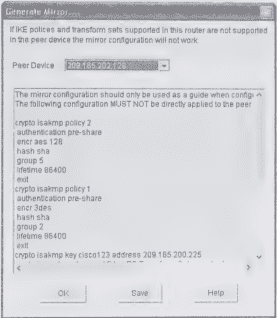 Generate Mirror...
If IKE polices and transform sets supported in this router are not supported
in the peer device the mirror configuration will not work
Peer Device 209.165.200.226
The mirror configuration should only be used as a guide when config
The following configuration MUST NOT be directly applied to the peer
crypto isakmp policy 2
authentication pre-share
encr aes 128
hash sha
group 5
lifetime 86400
exit
crypto isakmp policy 1
authentication pre-share
encr 3des
hash sha
group 2
lifetime 86400
exit
crypto isakmp key cisco123 address 209.165.200.225
OK Save Help